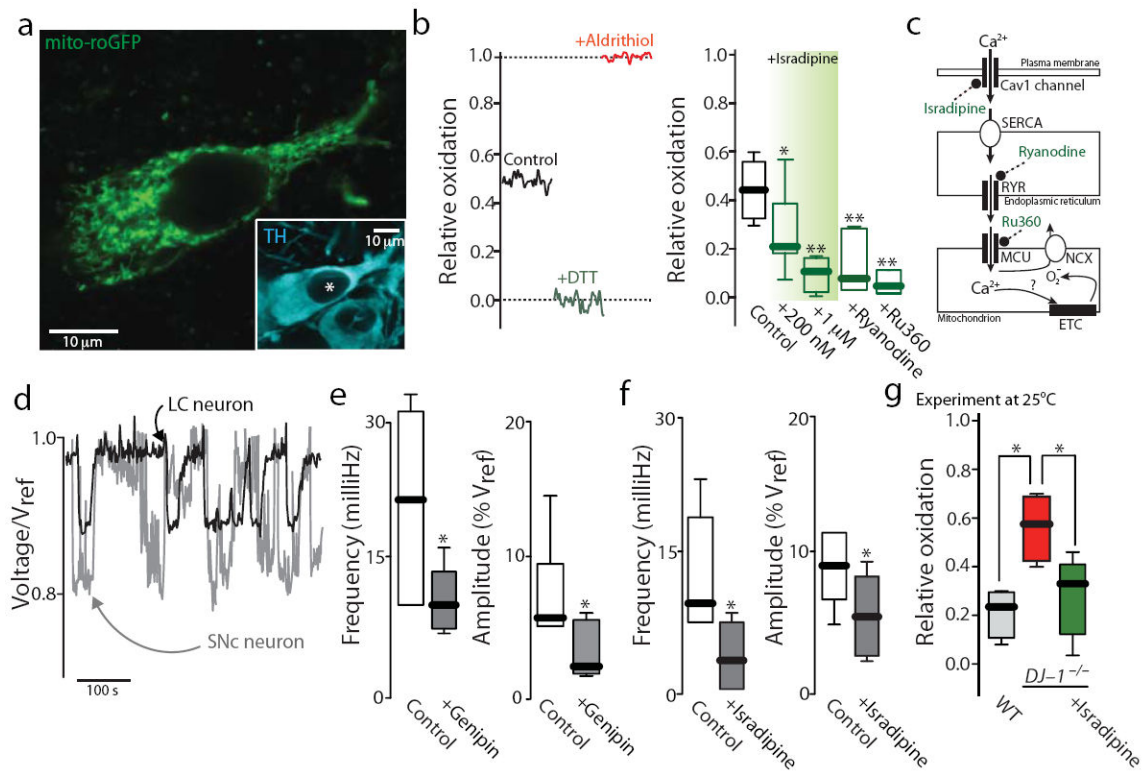 a
mito-roGFP
10 μm
TH
10 μm
*
b
Relative oxidation
1.0
0.8
0.6
0.4
0.2
0.0
+Aldrithiol
Control
+DTT
Relative oxidation
1.0
0.8
0.6
0.4
0.2
0.0
+Isradipine
*
**
**
**
Control
+200 nM
+1 μM
+Ryanodine
+Ru360
c
Ca2+
Plasma membrane
Cav1 channel
Isradipine
SERCA
Ryanodine
RYR
Endoplasmic reticulum
Ru360
MCU
NCX
O2-
Ca2+
?
Mitochondrion
ETC
d
LC neuron
1.0
0.8
Voltage/Vref
SNc neuron
100 s
e
Frequency (milliHz)
30
15
0
*
Control
+Genipin
Amplitude (% Vref)
20
10
0
*
Control
+Genipin
f
Frequency (milliHz)
30
15
0
*
Control
+Isradipine
Amplitude (% Vref)
20
10
0
*
Control
+Isradipine
g
Experiment at 25°C
Relative oxidation
1.0
0.8
0.6
0.4
0.2
0.0
*
*
WT
DJ-1 -/-
+Isradipine